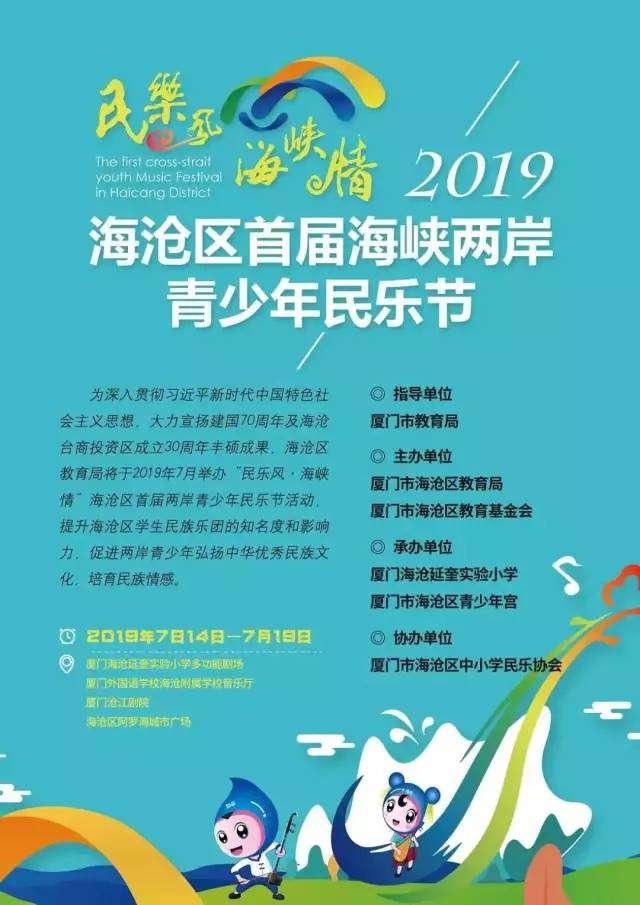 民樂風
海峡情
The first cross-strait
youth Music Festival
in Haicang District
2019
海沧区首届海峡两岸
青少年民乐节
为深入贯彻习近平新时代中国特色社
会主义思想，大力宣扬建国70周年及海沧
台商投资区成立30周年丰硕成果，海沧区
教育局将于2019年7月举办“民乐风·海峡
情”海沧区首届两岸青少年民乐节活动，
提升海沧区学生民族乐团的知名度和影响
力，促进两岸青少年弘扬中华优秀民族文
化，培育民族情感。
2019年7月14日—7月19日
厦门海沧延奎实验小学多功能剧场
厦门外国语学校海沧附属学校音乐厅
厦门沧江剧院
海沧区阿罗海城市广场
◎ 指导单位
厦门市教育局
◎ 主办单位
厦门市海沧区教育局
厦门市海沧区教育基金会
◎ 承办单位
厦门海沧延奎实验小学
厦门市海沧区青少年宫
◎ 协办单位
厦门市海沧区中小学民乐协会